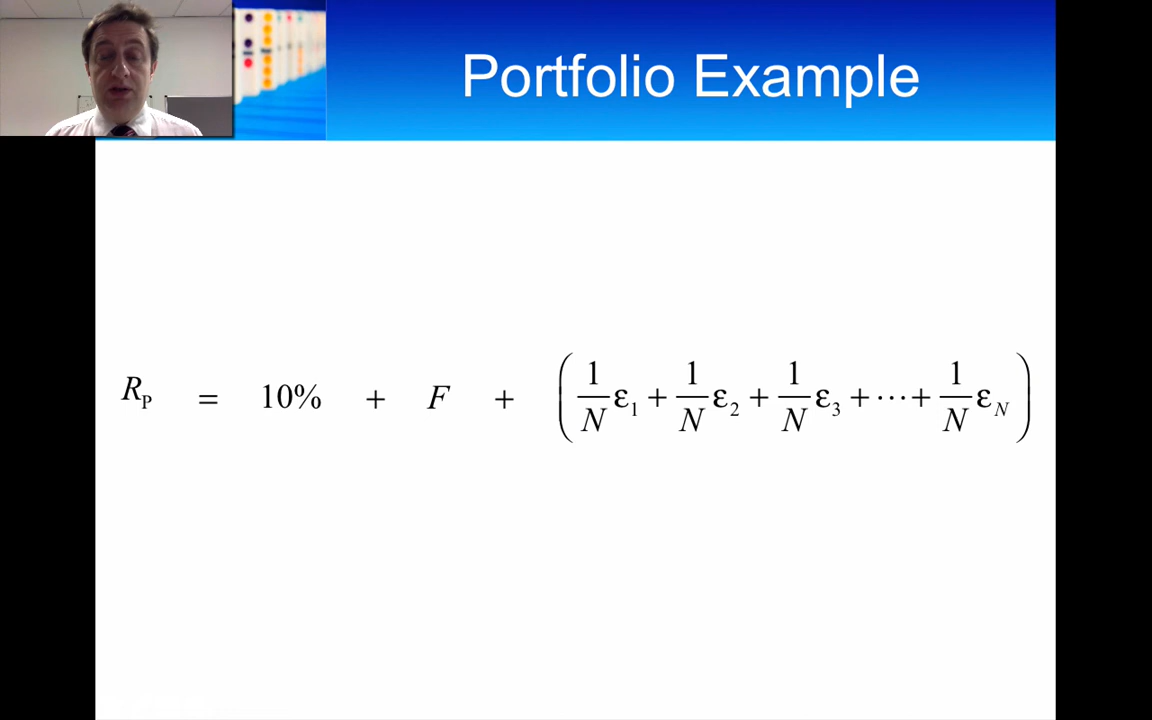 Portfolio Example
R_P = 10% + F + ( 1/N ε_1 + 1/N ε_2 + 1/N ε_3 + ⋯ + 1/N ε_N )